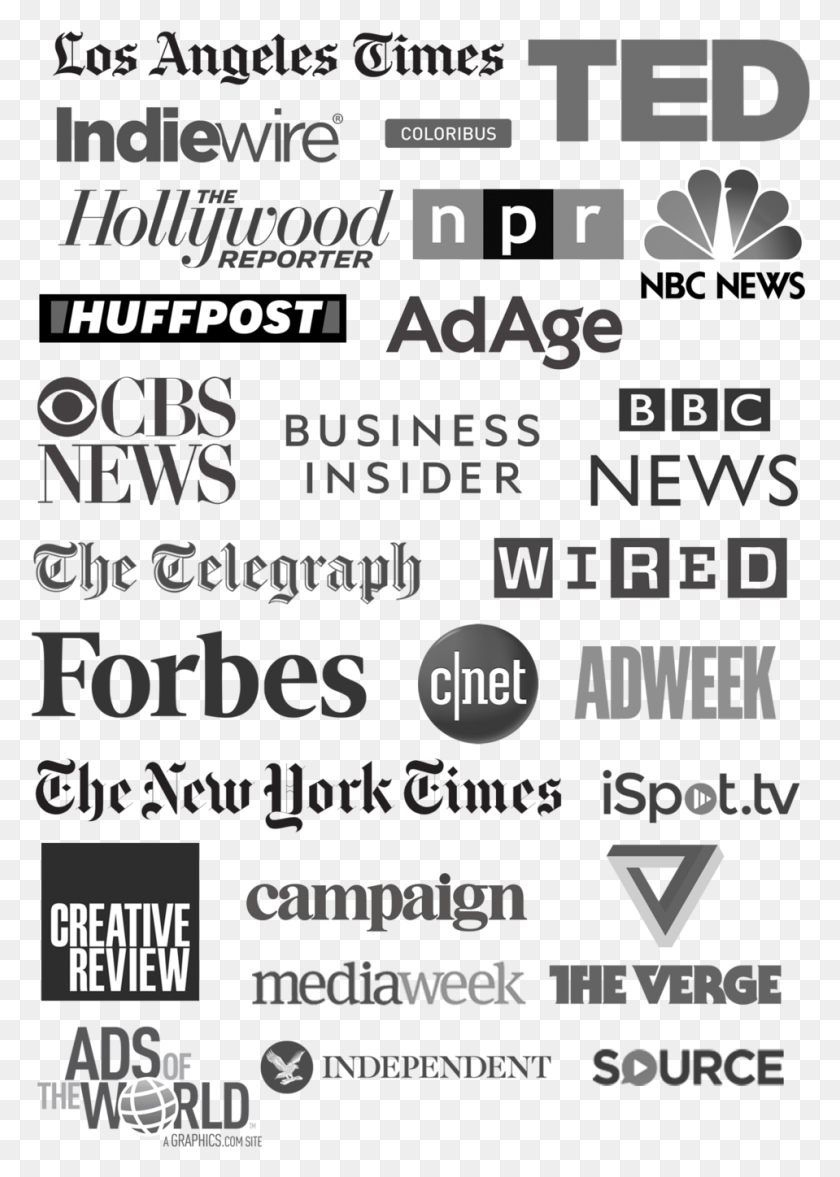 Los Angeles Times
TED
Indiewire®
COLORIBUS
THE
Hollywood
REPORTER
npr
NBC NEWS
HUFFPOST
AdAge
CBS
NEWS
BUSINESS
INSIDER
BBC
NEWS
The Telegraph
WIRED
Forbes
c|net
ADWEEK
The New York Times
iSpot.tv
CREATIVE
REVIEW
campaign
mediaweek
THE VERGE
ADS OF
THE WORLD™
A GRAPHICS.COM SITE
INDEPENDENT
SOURCE